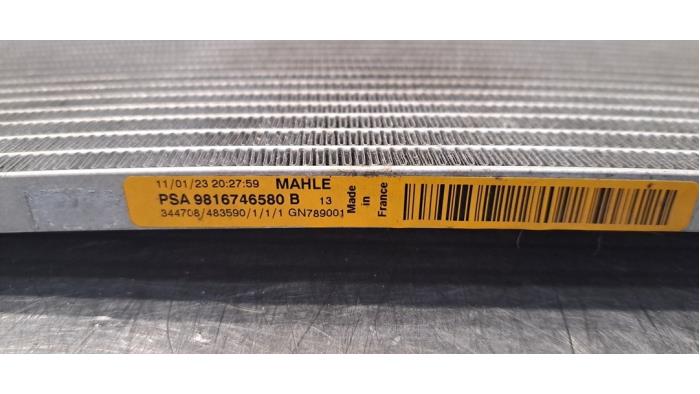 11/01/23 20:27:59 MAHLE
PSA 9816746580 B 13
344708/483590/1/1/1 GN789001
Made
in
France